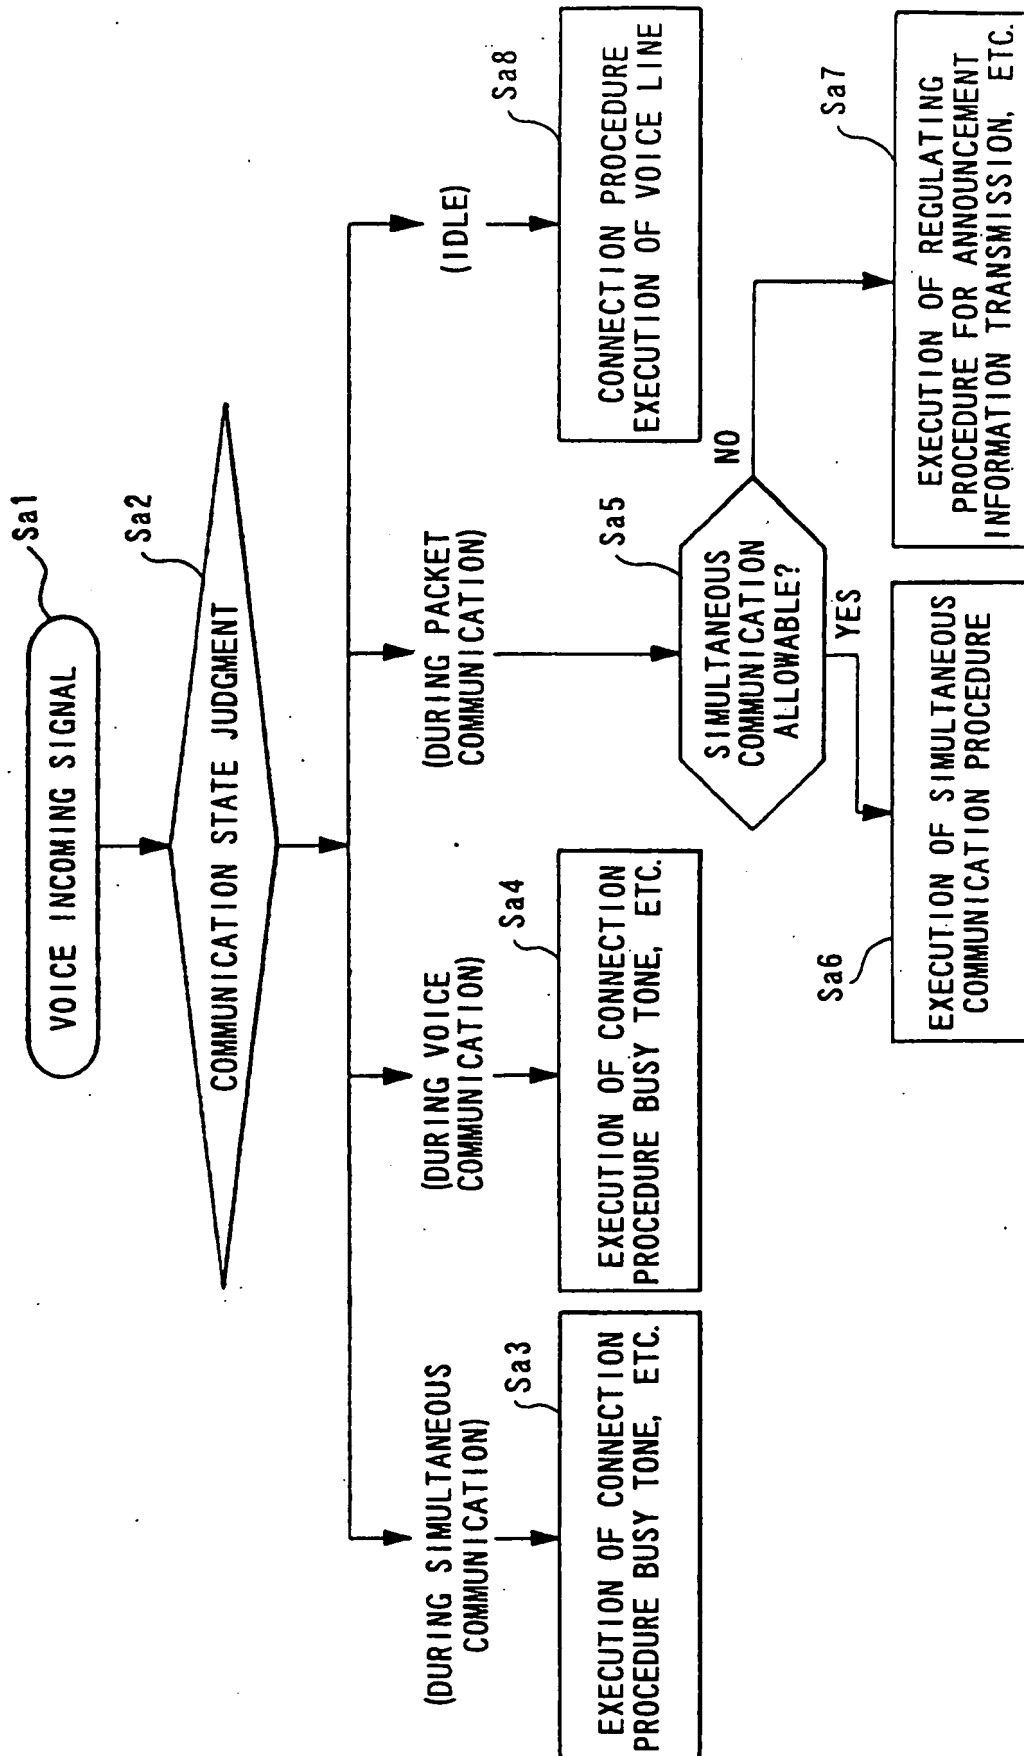 Sa1
VOICE INCOMING SIGNAL
Sa2
COMMUNICATION STATE JUDGMENT
(DURING SIMULTANEOUS
COMMUNICATION)
(DURING VOICE
COMMUNICATION)
(DURING PACKET
COMMUNICATION)
(IDLE)
Sa3
EXECUTION OF CONNECTION
PROCEDURE BUSY TONE, ETC.
Sa4
EXECUTION OF CONNECTION
PROCEDURE BUSY TONE, ETC.
Sa5
SIMULTANEOUS
COMMUNICATION
ALLOWABLE?
NO
YES
Sa8
CONNECTION PROCEDURE
EXECUTION OF VOICE LINE
Sa6
EXECUTION OF SIMULTANEOUS
COMMUNICATION PROCEDURE
Sa7
EXECUTION OF REGULATING
PROCEDURE FOR ANNOUNCEMENT
INFORMATION TRANSMISSION, ETC.